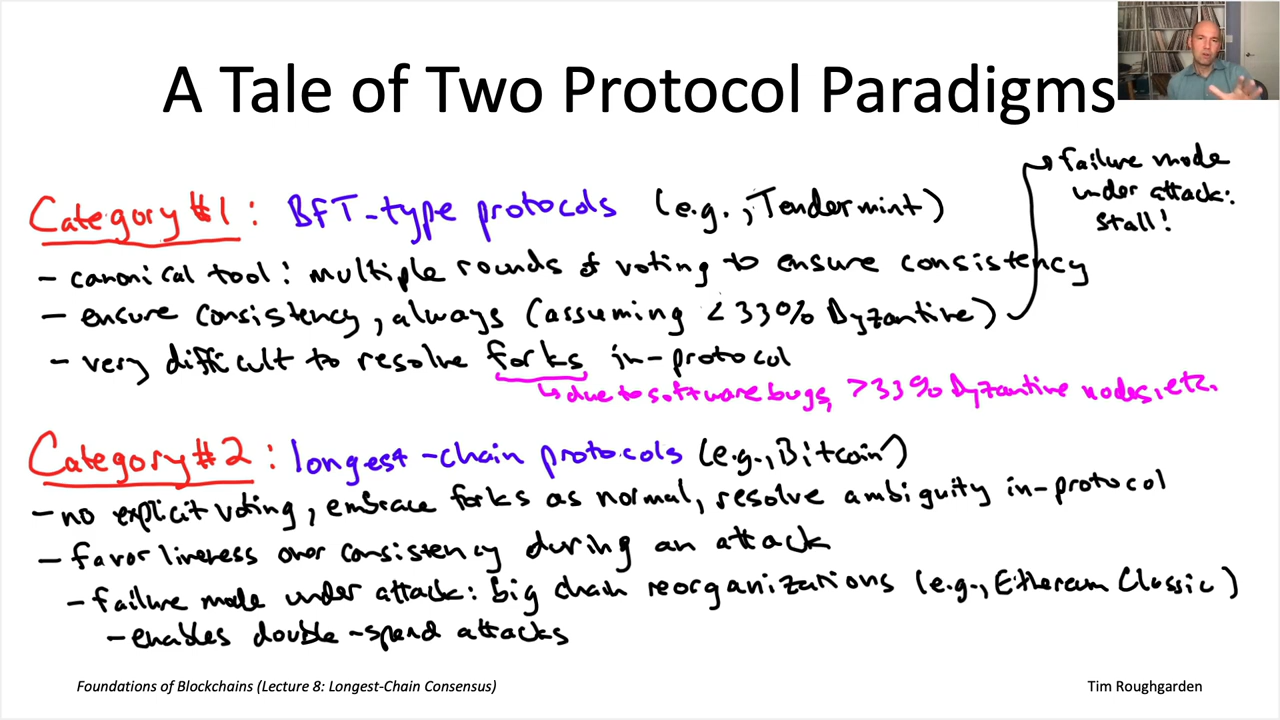 A Tale of Two Protocol Paradigms
failure mode
under attack:
stall!
Category #1: BFT-type protocols (e.g., Tendermint)
- canonical tool: multiple rounds of voting to ensure consistency
- ensure consistency, always (assuming <33% Byzantine)
- very difficult to resolve forks in-protocol
due to software bugs, >33% Byzantine nodes, etc.
Category #2: longest-chain protocols (e.g., Bitcoin)
- no explicit voting, embrace forks as normal, resolve ambiguity in-protocol
- favor liveness over consistency during an attack
- failure mode under attack: big chain reorganizations (e.g., Ethereum Classic)
- enables double-spend attacks
Foundations of Blockchains (Lecture 8: Longest-Chain Consensus)
Tim Roughgarden